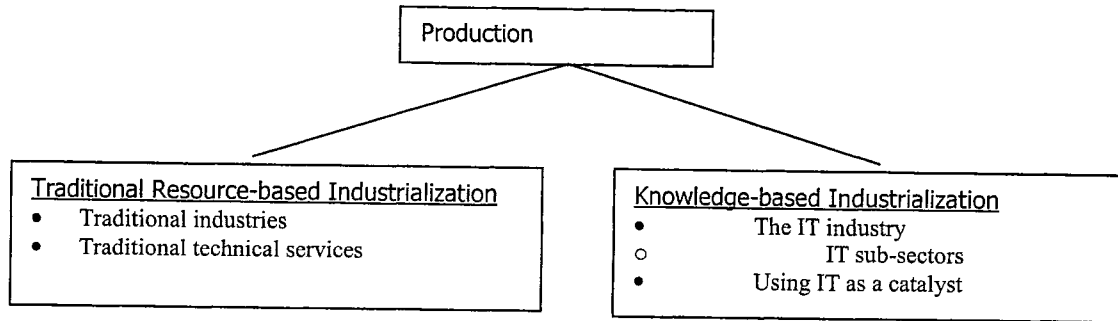 Production
Traditional Resource-based Industrialization
• Traditional industries
• Traditional technical services
Knowledge-based Industrialization
• The IT industry
○ IT sub-sectors
• Using IT as a catalyst